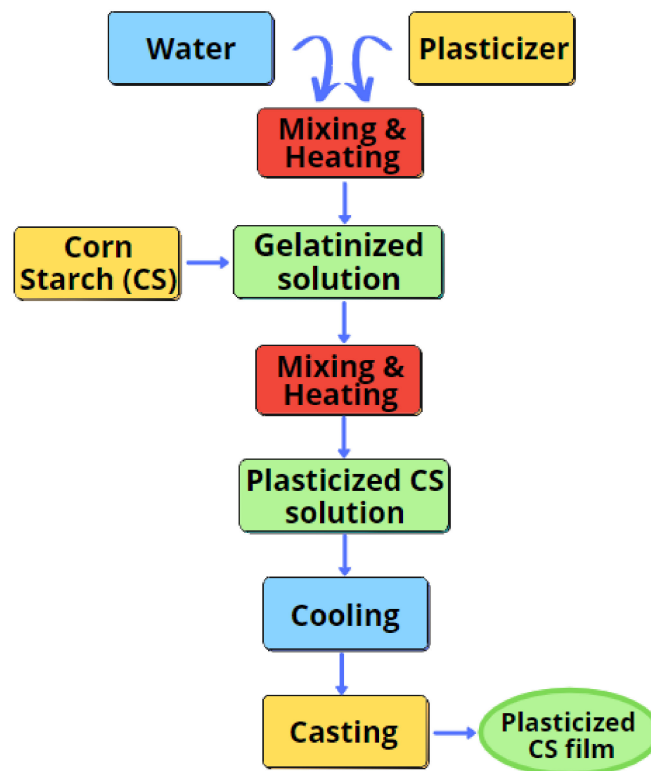 Water
Plasticizer
Mixing &
Heating
Corn
Starch (CS)
Gelatinized
solution
Mixing &
Heating
Plasticized CS
solution
Cooling
Casting
Plasticized
CS film